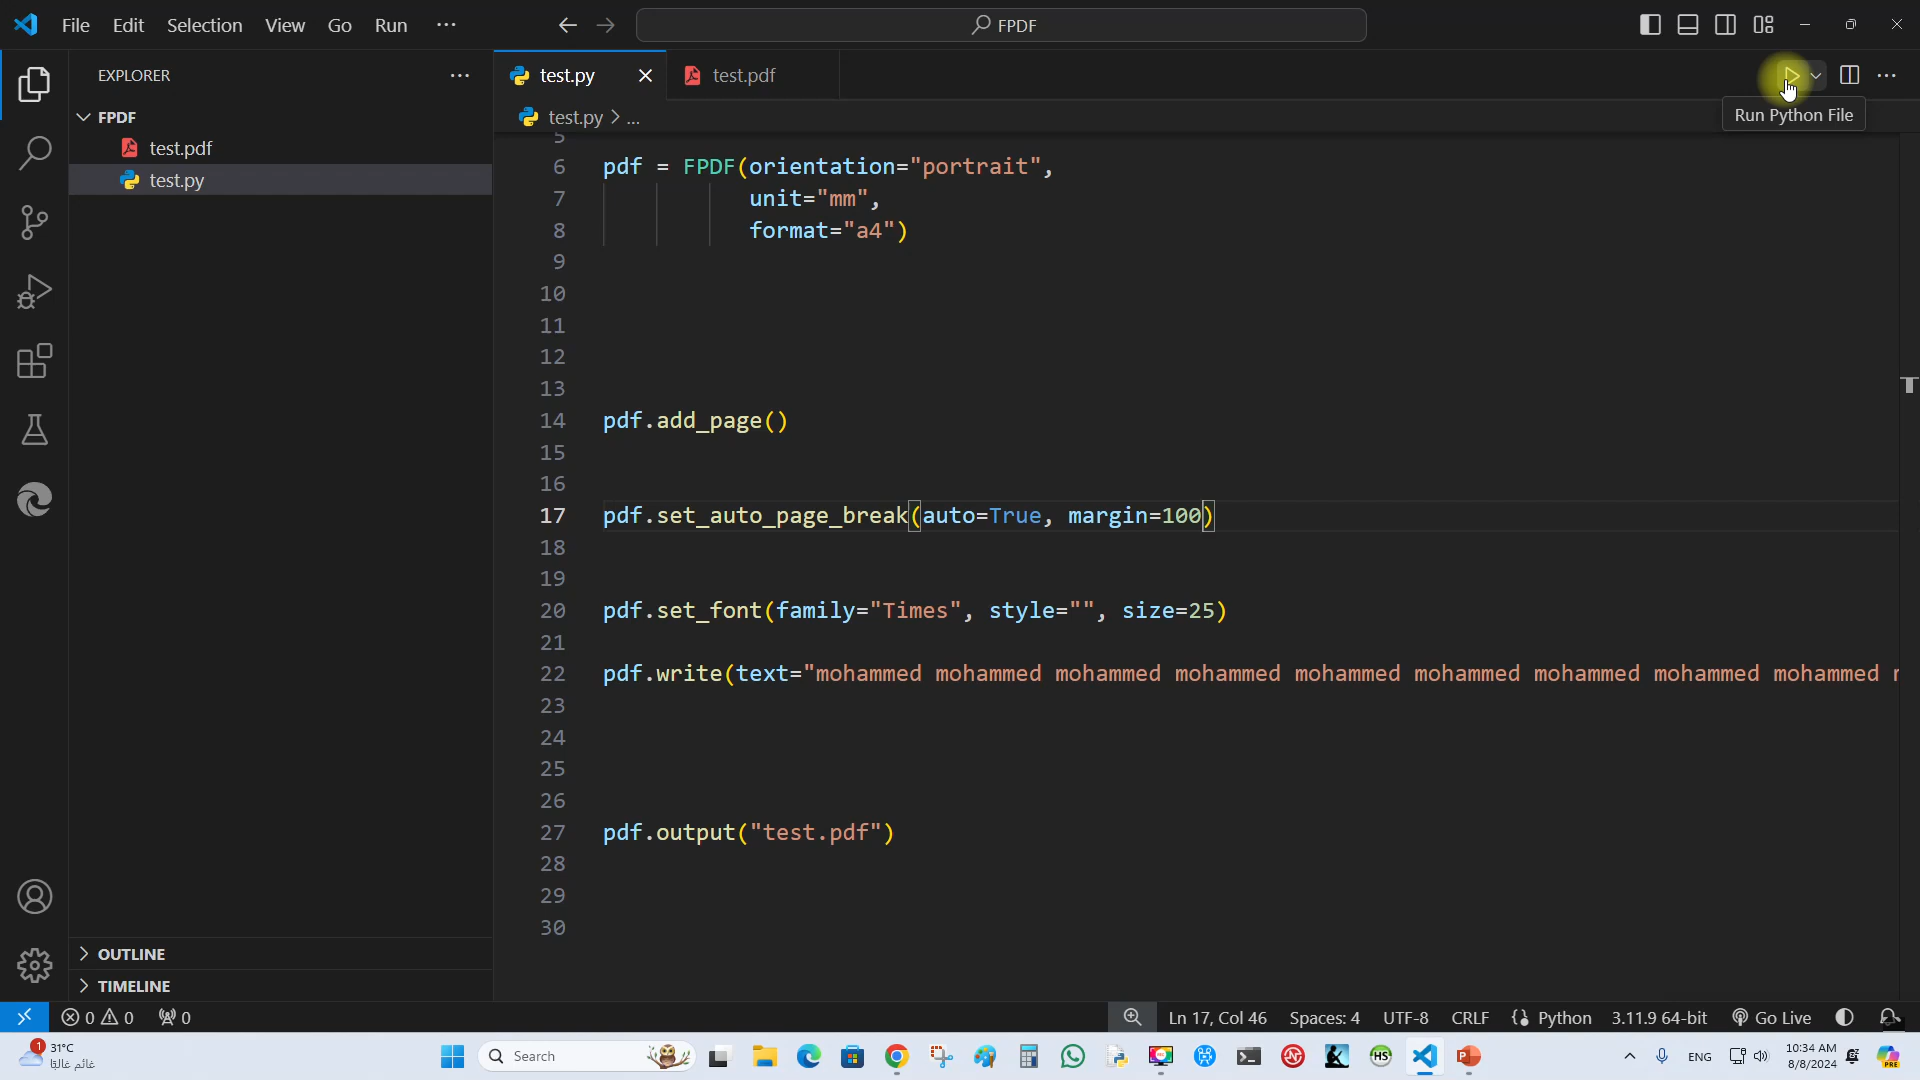 File Edit Selection View Go Run ···
FPDF
EXPLORER
FPDF
test.pdf
test.py
OUTLINE
TIMELINE
test.py
test.pdf
test.py > ...
Run Python File
5
6 pdf = FPDF(orientation="portrait",
7 unit="mm",
8 format="a4")
9
10
11
12
13
14 pdf.add_page()
15
16
17 pdf.set_auto_page_break(auto=True, margin=100)
18
19
20 pdf.set_font(family="Times", style="", size=25)
21
22 pdf.write(text="mohammed mohammed mohammed mohammed mohammed mohammed mohammed mohammed mohammed
23
24
25
26
27 pdf.output("test.pdf")
28
29
30
0 0 0 Ln 17, Col 46 Spaces: 4 UTF-8 CRLF Python 3.11.9 64-bit Go Live
1
31°C
غائم غالبًا
Search
HS
P
ENG
10:34 AM
8/8/2024
PRE